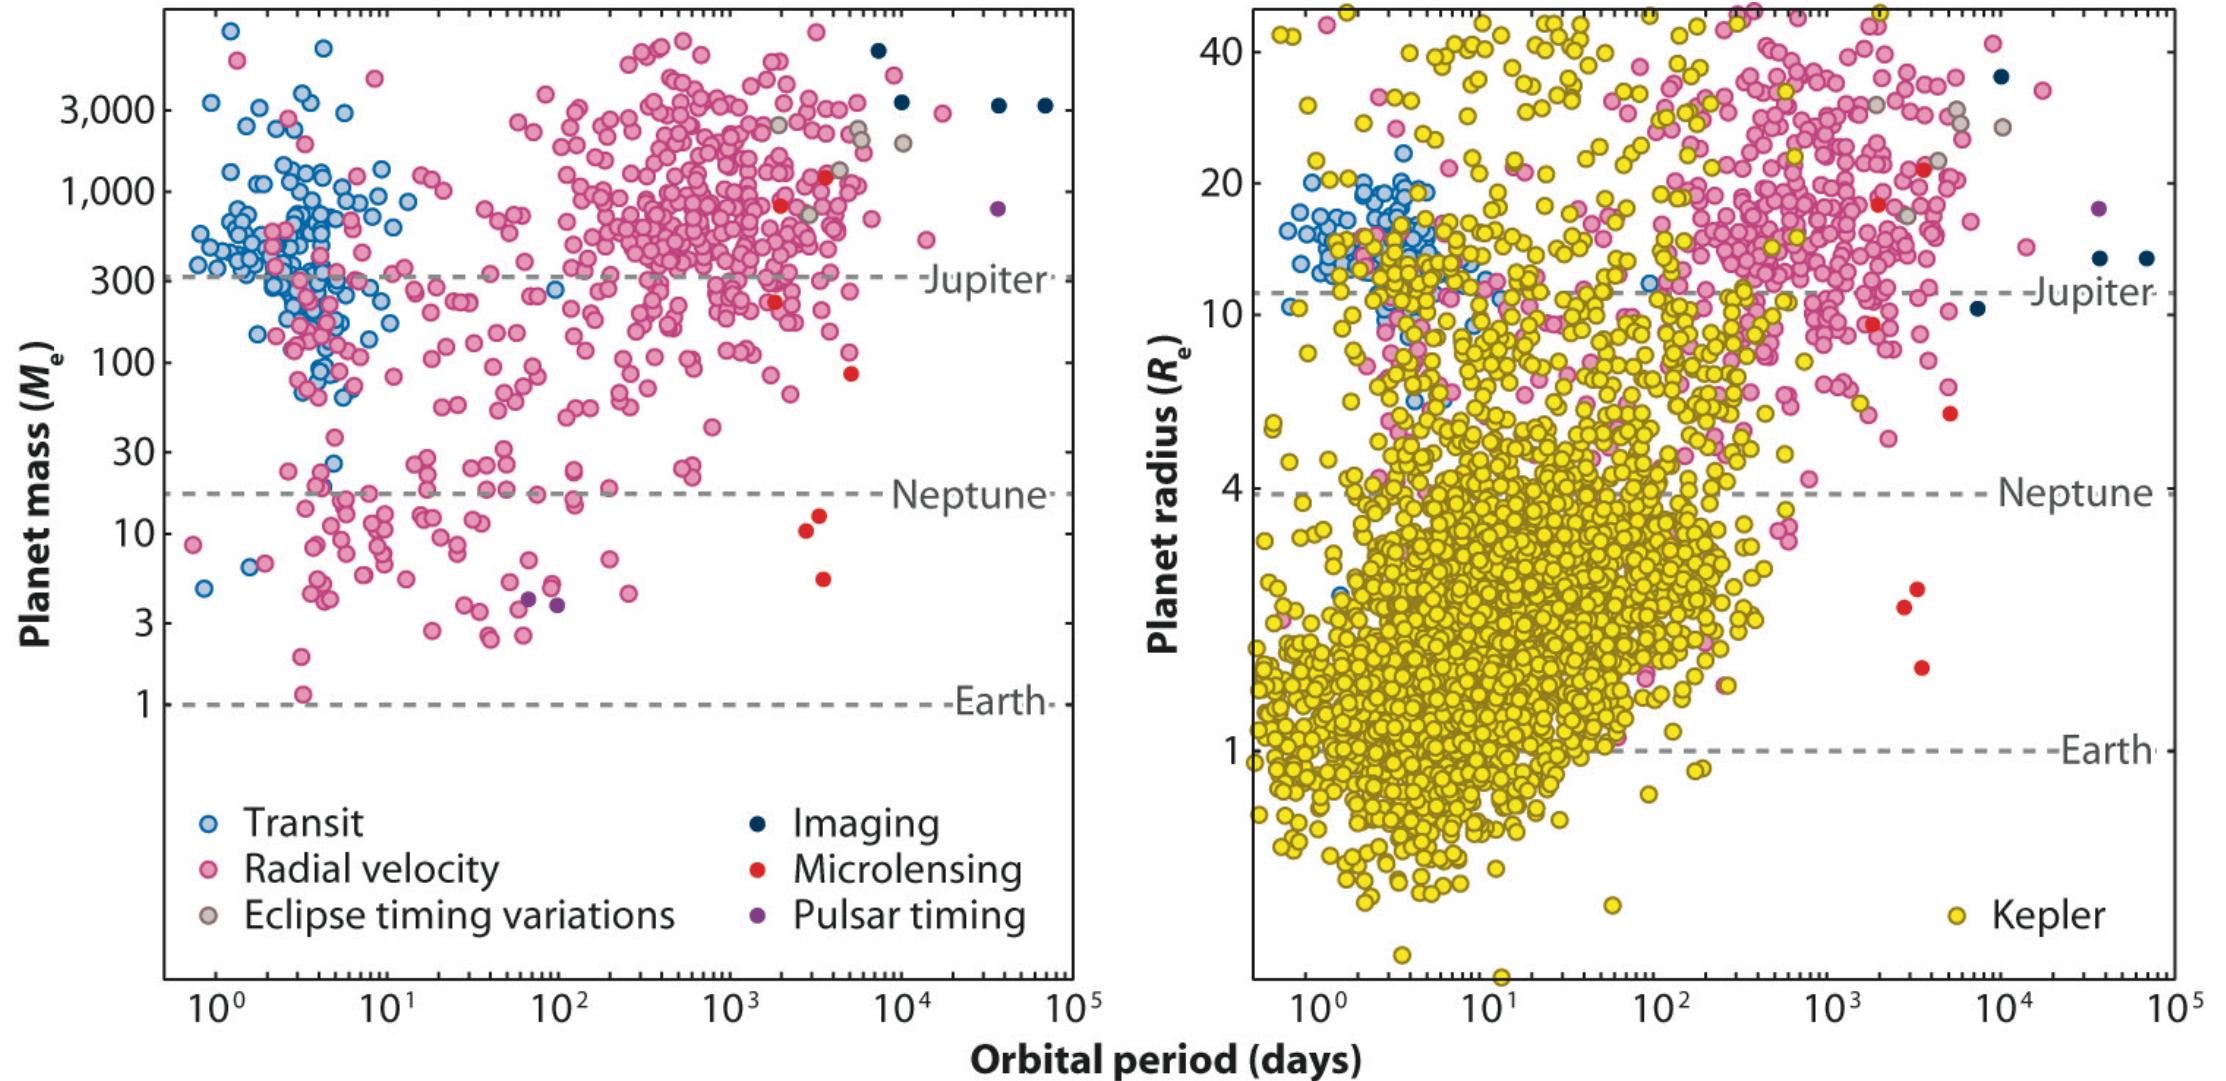 Planet mass (Mₑ)
3,000
1,000
300
100
30
10
3
1
Jupiter
Neptune
Earth
Transit
Radial velocity
Eclipse timing variations
Imaging
Microlensing
Pulsar timing
10⁰ 10¹ 10² 10³ 10⁴ 10⁵
Planet radius (Rₑ)
40
20
10
4
1
Jupiter
Neptune
Earth
Kepler
10⁰ 10¹ 10² 10³ 10⁴ 10⁵
Orbital period (days)